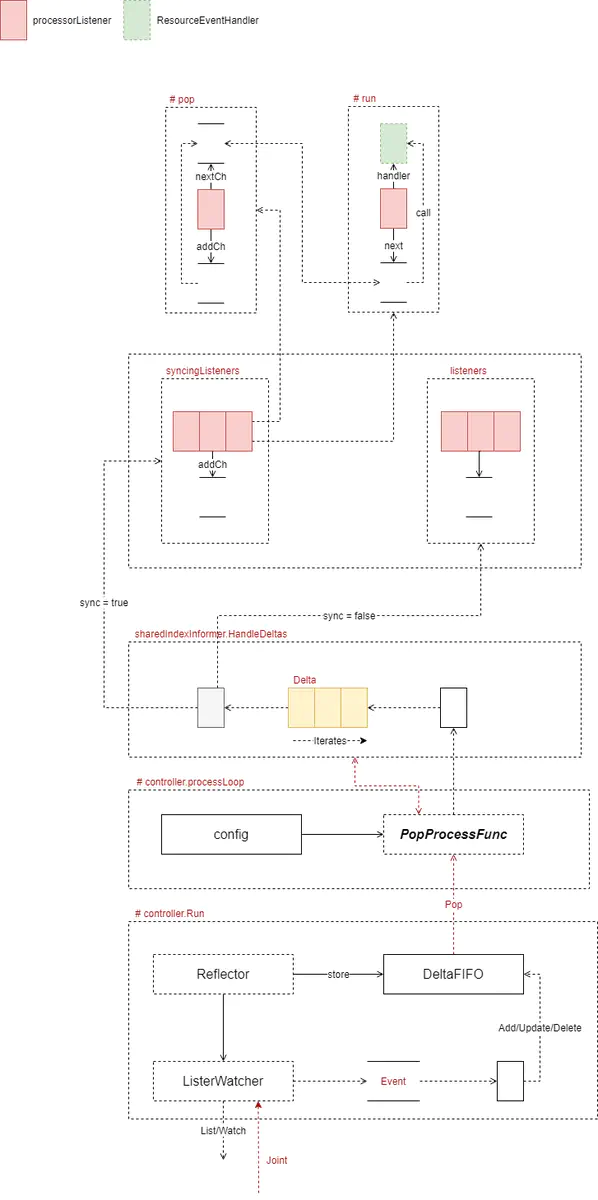 processorListener
ResourceEventHandler
# pop
# run
nextCh
handler
call
addCh
next
syncingListeners
listeners
addCh
sync = true
sync = false
sharedIndexInformer.HandleDeltas
Delta
Iterates
# controller.processLoop
config
PopProcessFunc
Pop
# controller.Run
Reflector
store
DeltaFIFO
Add/Update/Delete
ListerWatcher
Event
List/Watch
Joint